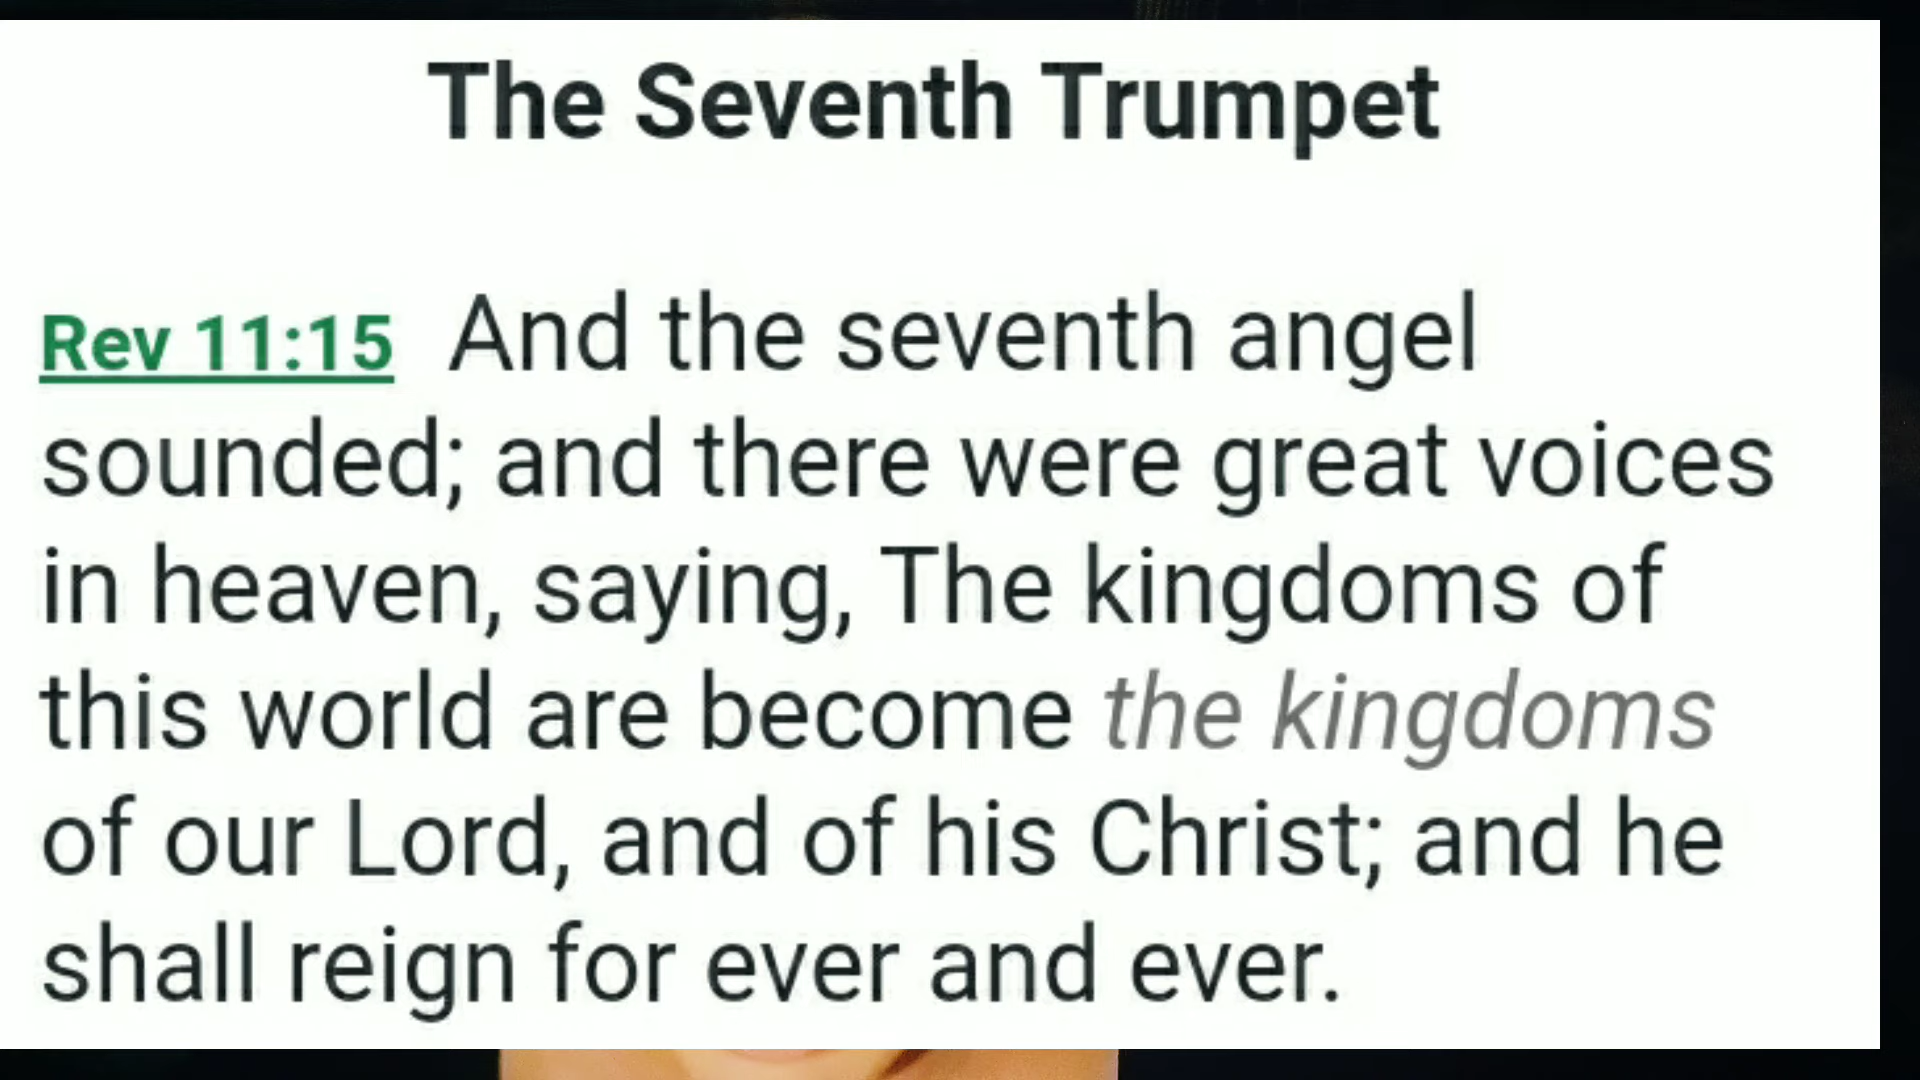 The Seventh Trumpet
Rev 11:15 And the seventh angel
sounded; and there were great voices
in heaven, saying, The kingdoms of
this world are become the kingdoms
of our Lord, and of his Christ; and he
shall reign for ever and ever.